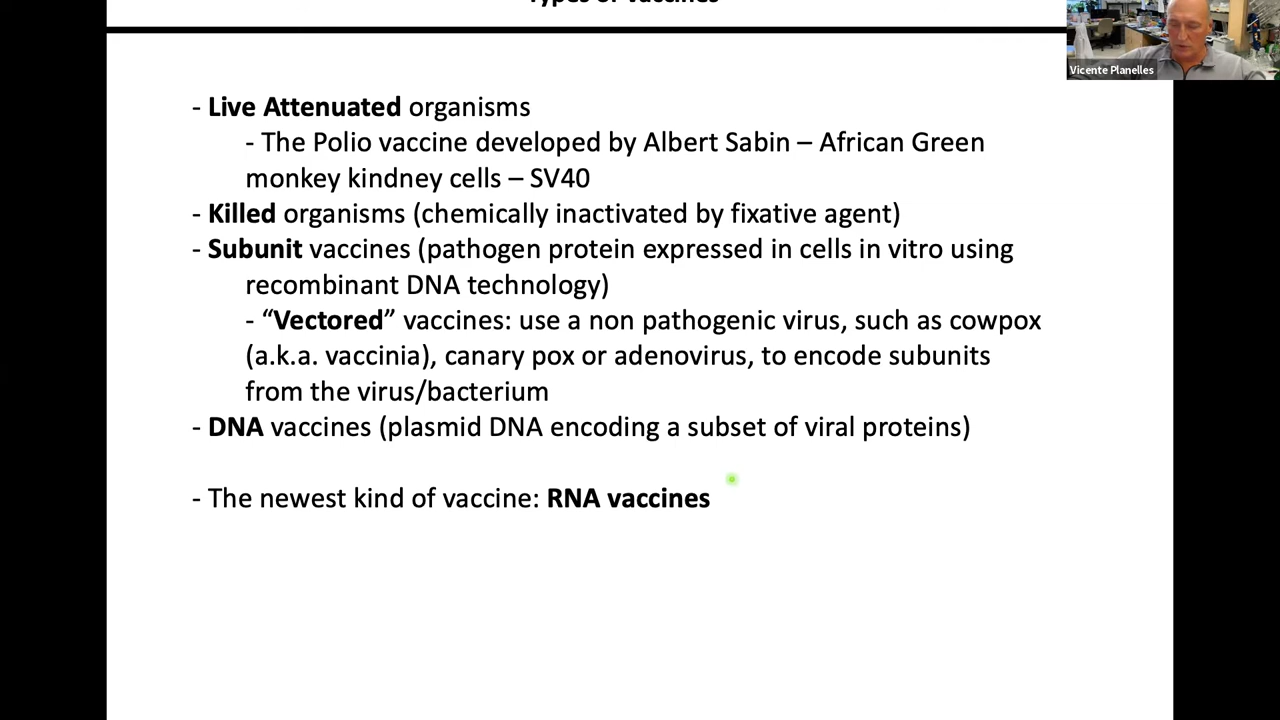 Types of Vaccines
Vicente Planelles
- Live Attenuated organisms
- The Polio vaccine developed by Albert Sabin – African Green
monkey kindney cells – SV40
- Killed organisms (chemically inactivated by fixative agent)
- Subunit vaccines (pathogen protein expressed in cells in vitro using
recombinant DNA technology)
- “Vectored” vaccines: use a non pathogenic virus, such as cowpox
(a.k.a. vaccinia), canary pox or adenovirus, to encode subunits
from the virus/bacterium
- DNA vaccines (plasmid DNA encoding a subset of viral proteins)
- The newest kind of vaccine: RNA vaccines